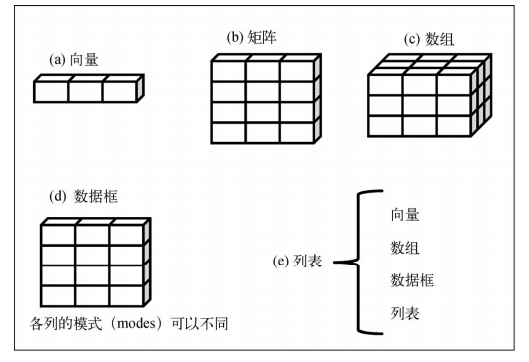 (a) 向量
(b) 矩阵
(c) 数组
(d) 数据框
各列的模式（modes）可以不同
(e) 列表
向量
数组
数据框
列表